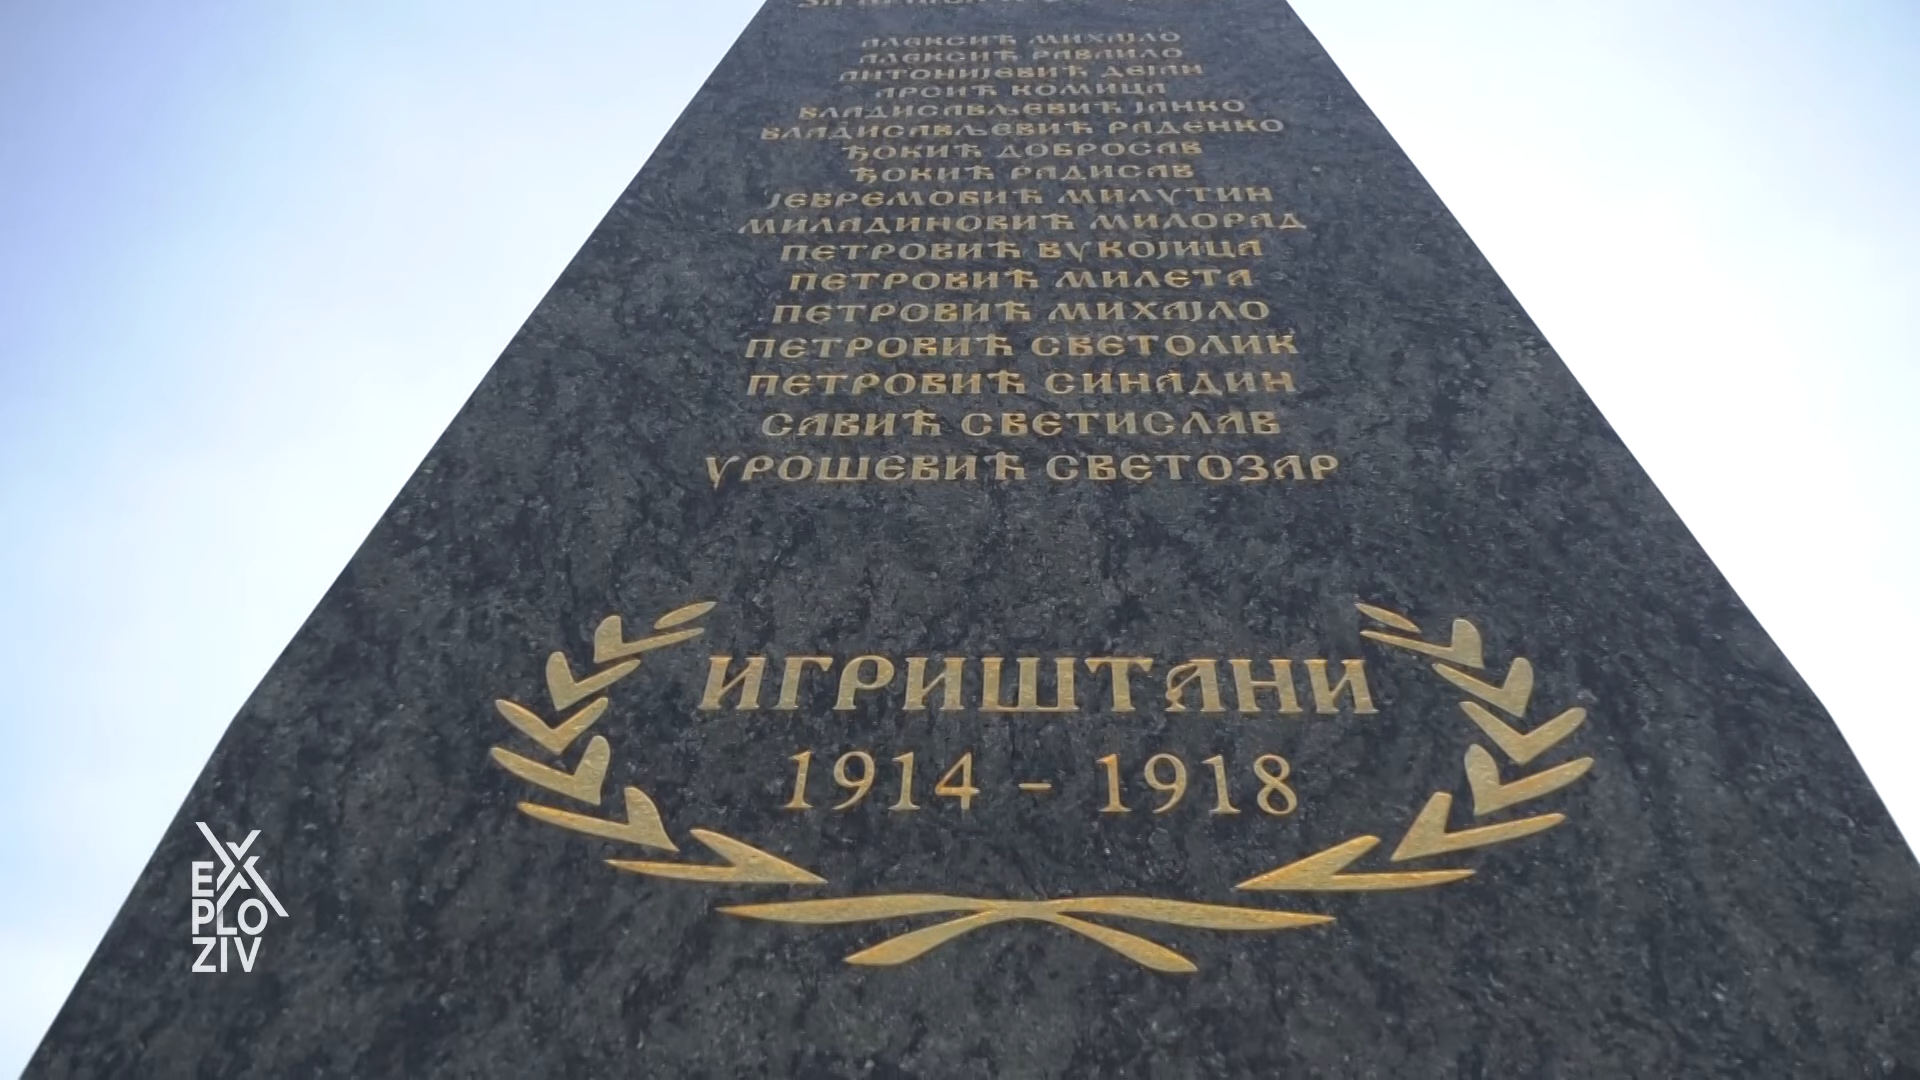 АЛЕКСИЋ МИХАЈЛО
АЛЕКСИЋ РАВАИЛО
АНТОНИЈЕВИЋ ДЕЈАН
АРСИЋ КОМИЦА
ВЛАДИСАВЉЕВИЋ ЈАНКО
ВЛАДИСАВЉЕВИЋ РАДЕНКО
ЂОКИЋ ДОБРОСАВ
ЂОКИЋ РАДИСАВ
ЈЕВРЕМОВИЋ МИЛУТИН
МИЛАДИНОВИЋ МИЛОРАД
ПЕТРОВИЋ ВУКОЈИЦА
ПЕТРОВИЋ МИЛЕТА
ПЕТРОВИЋ МИХАЈЛО
ПЕТРОВИЋ СВЕТОЛИК
ПЕТРОВИЋ СИНАДИН
САВИЋ СВЕТИСЛАВ
УРОШЕВИЋ СВЕТОЗАР
ИГРИШТАНИ
1914 - 1918
EX
PLO
ZIV